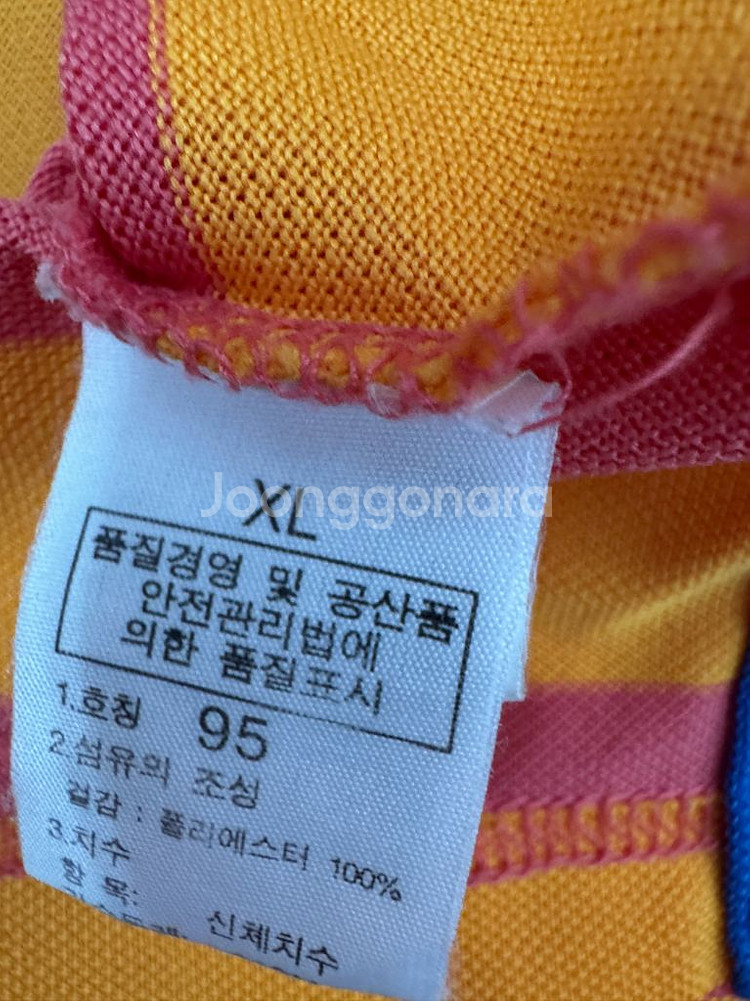 Joonggonara
XL
품질경영 및 공산품
안전관리법에
의한 품질표시
1.호칭 95
2.섬유의 조성
겉감 : 폴리에스터 100%
3.치수
항 목: 신체치수